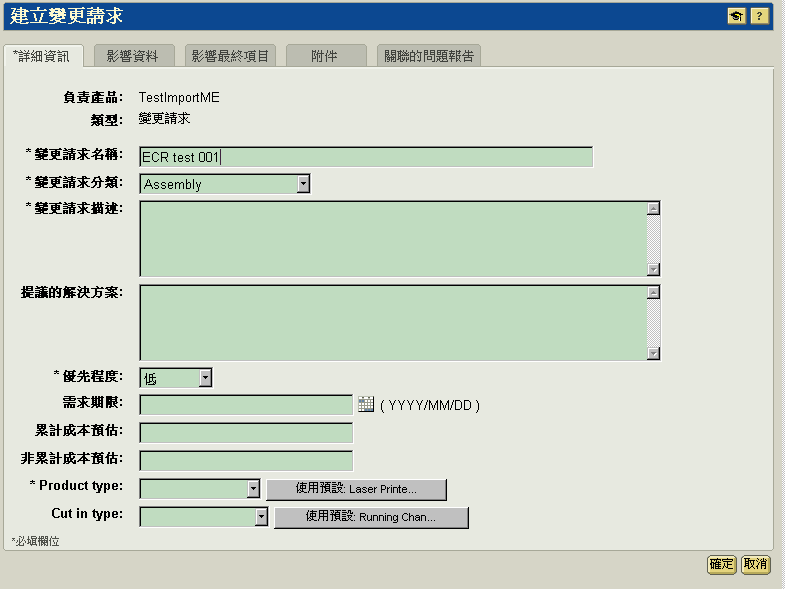 建立變更請求
?
*詳細資訊 影響資料 影響最終項目 附件 關聯的問題報告
負責產品: TestImportME
類型: 變更請求
* 變更請求名稱: ECR test 001
* 變更請求分類: Assembly
* 變更請求描述:
提議的解決方案:
* 優先程度: 低
需求期限: ( YYYY/MM/DD )
累計成本預估:
非累計成本預估:
* Product type: 使用預設: Laser Printe...
Cut in type: 使用預設: Running Chan...
*必填欄位
確定 取消